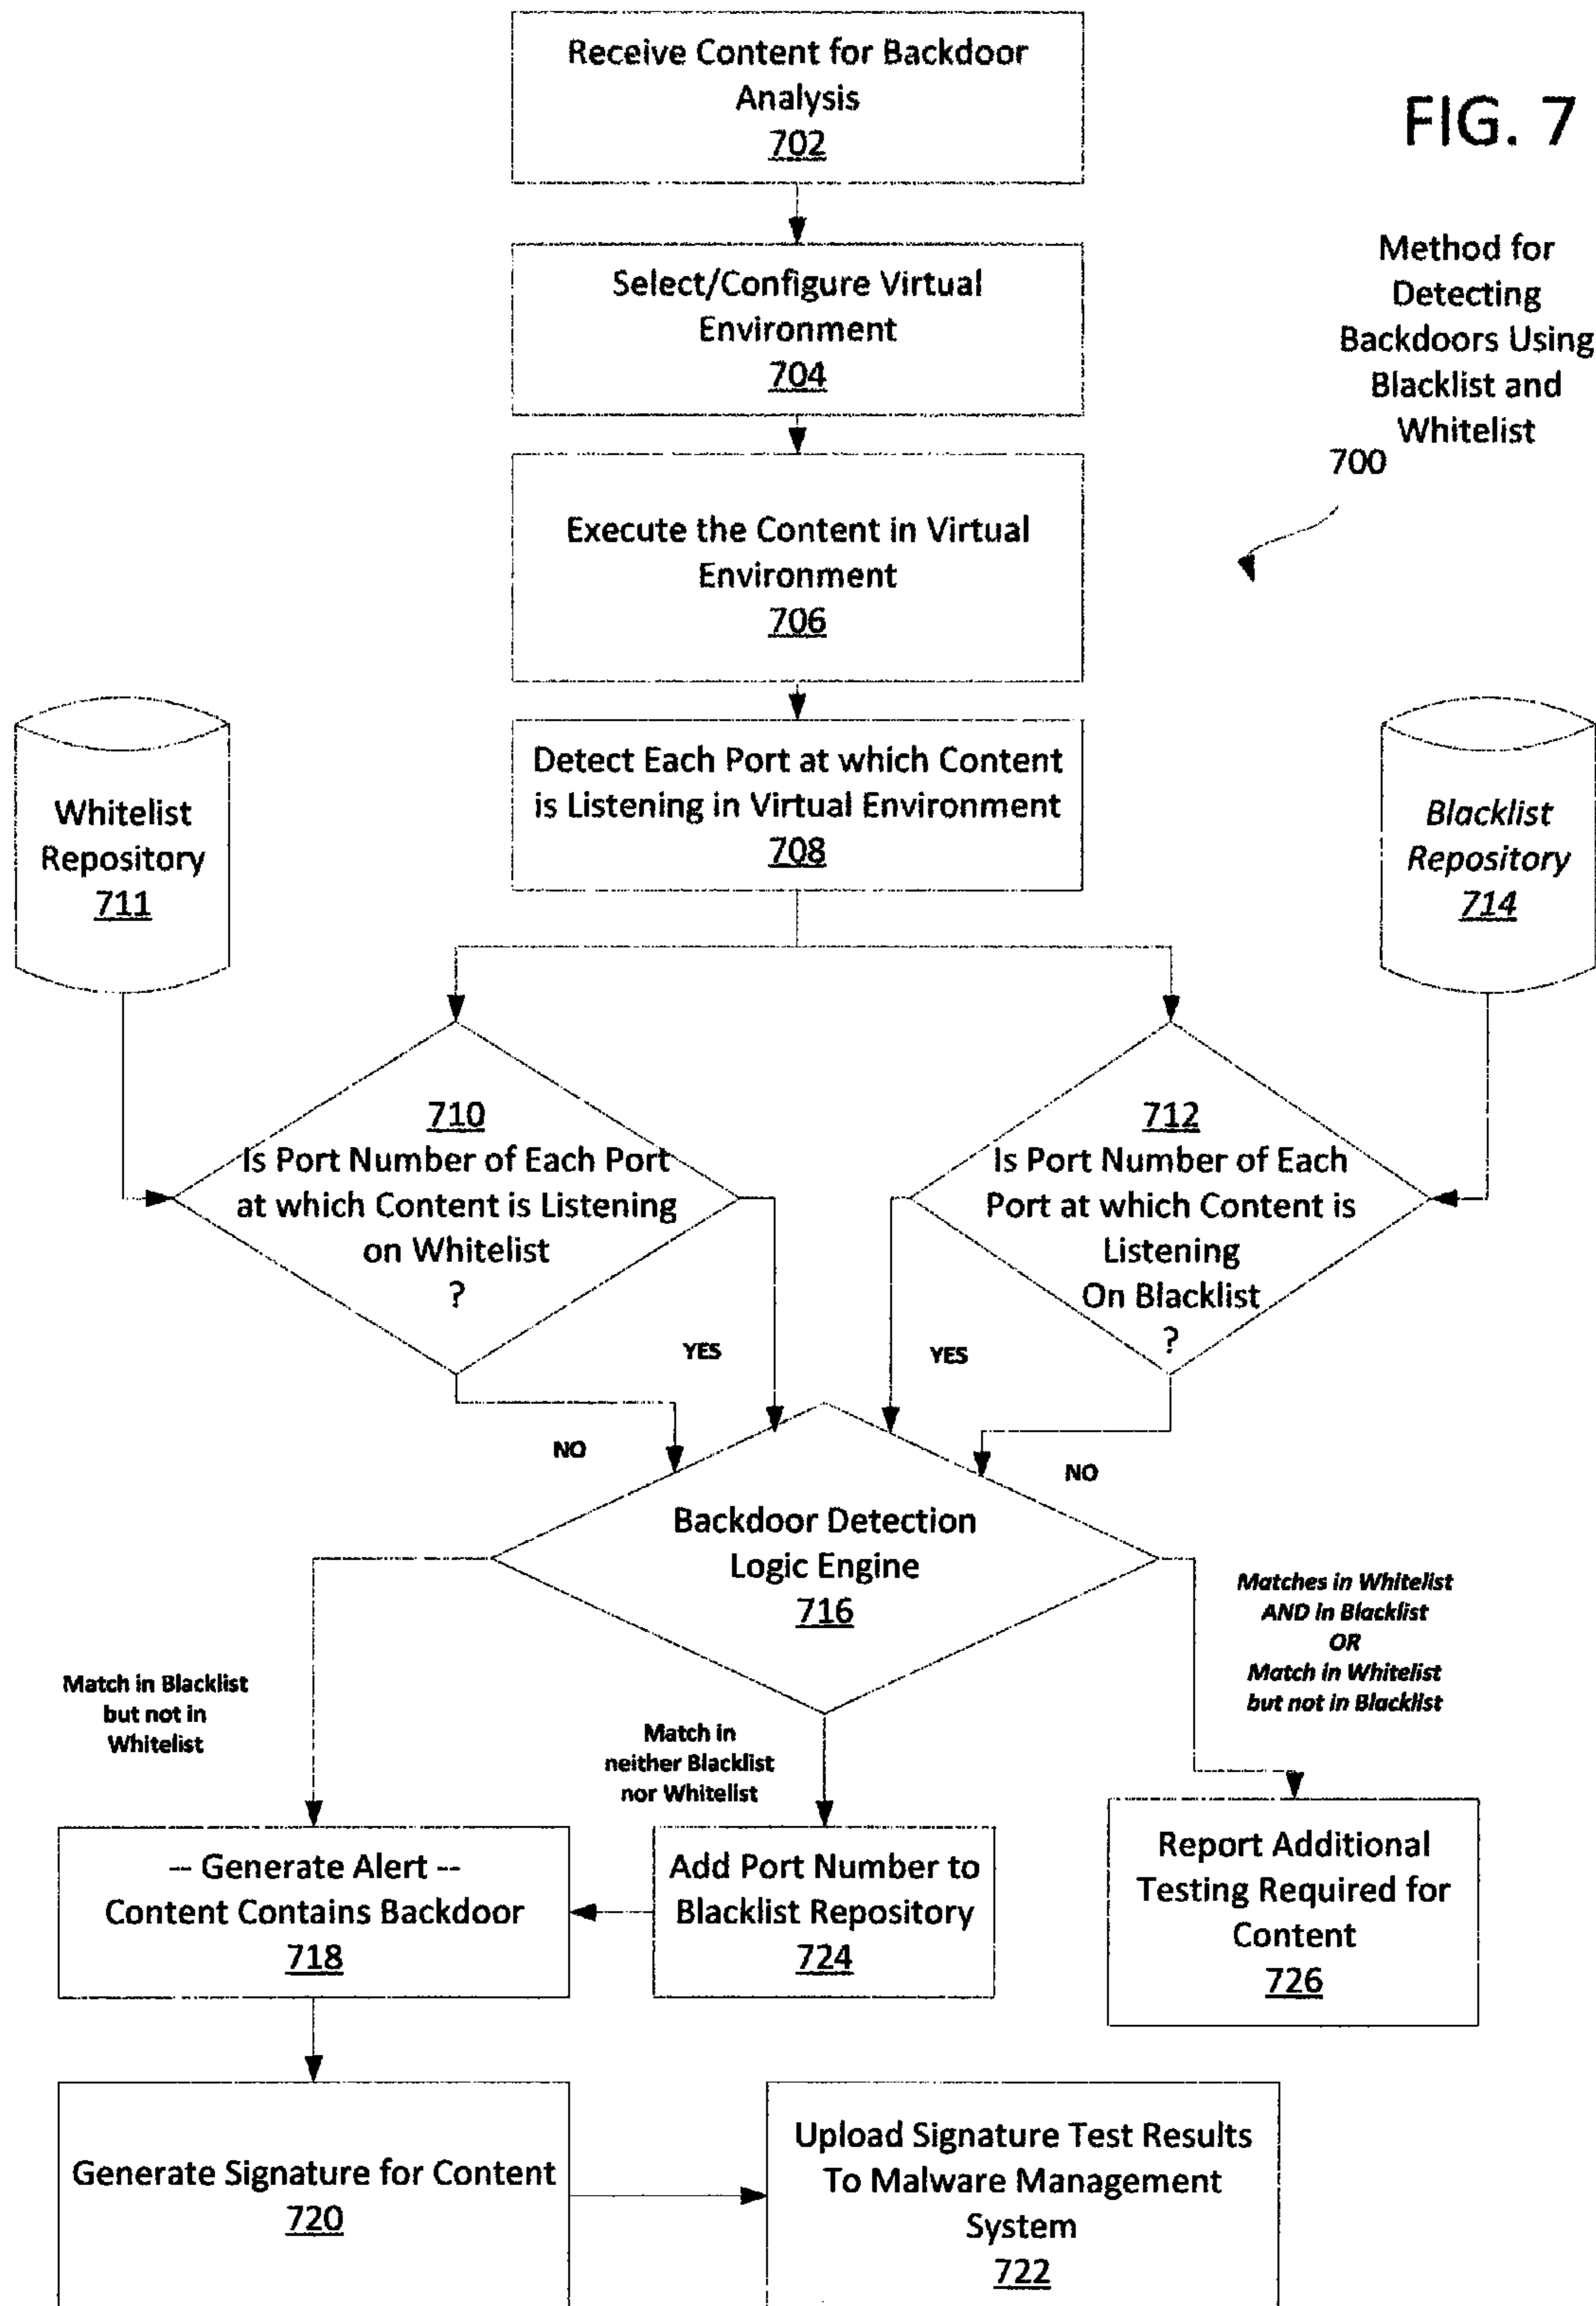 Receive Content for Backdoor
Analysis
702
FIG. 7
Method for
Detecting
Backdoors Using
Blacklist and
Whitelist
700
Select/Configure Virtual
Environment
704
Execute the Content in Virtual
Environment
706
Detect Each Port at which Content
is Listening in Virtual Environment
708
Whitelist
Repository
711
Blacklist
Repository
714
710
Is Port Number of Each Port
at which Content is Listening
on Whitelist
?
712
Is Port Number of Each
Port at which Content is
Listening
On Blacklist
?
YES
YES
NO
NO
Backdoor Detection
Logic Engine
716
Match in Blacklist
but not in
Whitelist
Match in
neither Blacklist
nor Whitelist
Matches in Whitelist
AND in Blacklist
OR
Match in Whitelist
but not in Blacklist
-- Generate Alert --
Content Contains Backdoor
718
Add Port Number to
Blacklist Repository
724
Report Additional
Testing Required for
Content
726
Generate Signature for Content
720
Upload Signature Test Results
To Malware Management
System
722